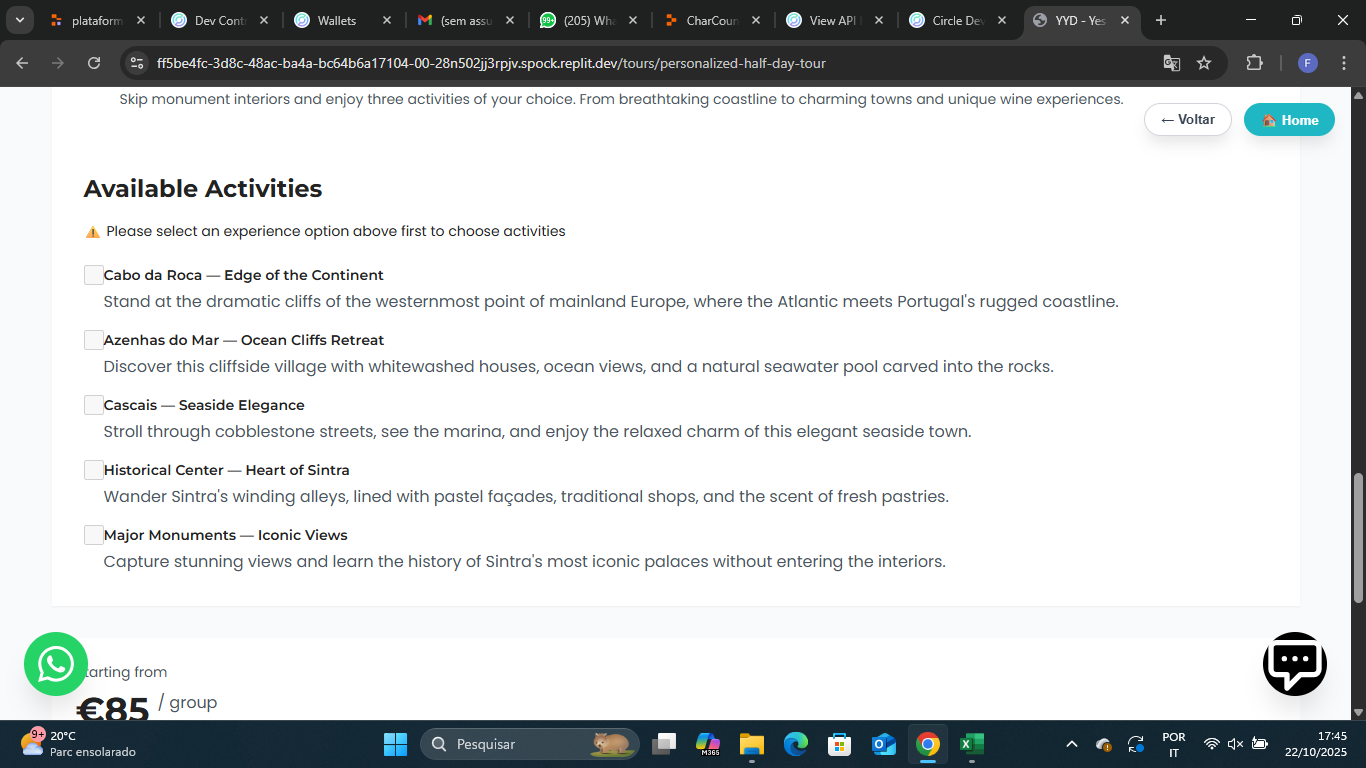 plataform
Dev Cont
Wallets
(sem assu
99+
(205) Wha
CharCoun
View API
Circle Dev
YYD - Yes
ff5be4fc-3d8c-48ac-ba4a-bc64b6a17104-00-28n502jj3rpjv.spock.replit.dev/tours/personalized-half-day-tour
F
Skip monument interiors and enjoy three activities of your choice. From breathtaking coastline to charming towns and unique wine experiences.
← Voltar
Home
Available Activities
Please select an experience option above first to choose activities
Cabo da Roca — Edge of the Continent
Stand at the dramatic cliffs of the westernmost point of mainland Europe, where the Atlantic meets Portugal's rugged coastline.
Azenhas do Mar — Ocean Cliffs Retreat
Discover this cliffside village with whitewashed houses, ocean views, and a natural seawater pool carved into the rocks.
Cascais — Seaside Elegance
Stroll through cobblestone streets, see the marina, and enjoy the relaxed charm of this elegant seaside town.
Historical Center — Heart of Sintra
Wander Sintra's winding alleys, lined with pastel façades, traditional shops, and the scent of fresh pastries.
Major Monuments — Iconic Views
Capture stunning views and learn the history of Sintra's most iconic palaces without entering the interiors.
tarting from
€85 / group
9+
20°C
Parc ensolarado
Pesquisar
M365
POR
IT
17:45
22/10/2025